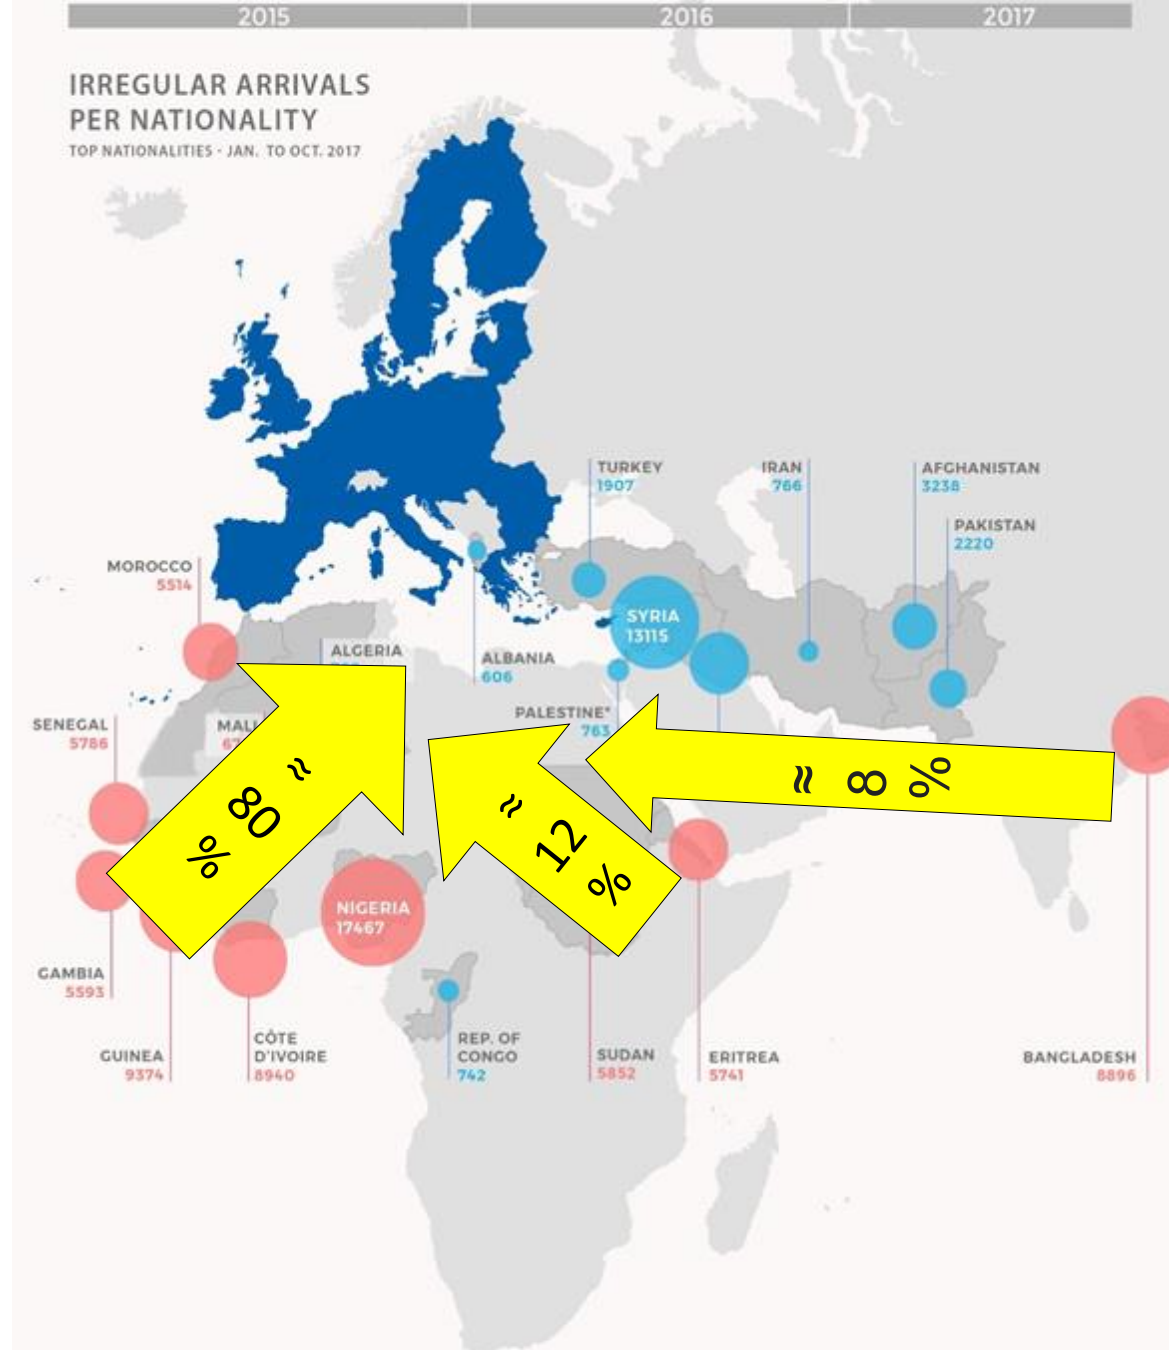 2015 2016 2017
IRREGULAR ARRIVALS
PER NATIONALITY
TOP NATIONALITIES • JAN. TO OCT. 2017
TURKEY
1907
IRAN
766
AFGHANISTAN
3238
PAKISTAN
2220
MOROCCO
5514
SYRIA
13115
ALGERIA
ALBANIA
606
PALESTINE*
763
SENEGAL
5786
MALI
≈ 80 %
≈ 12 %
≈ 8 %
NIGERIA
17467
GAMBIA
5593
GUINEA
9374
CÔTE
D'IVOIRE
8940
REP. OF
CONGO
742
SUDAN
5852
ERITREA
5741
BANGLADESH
8896